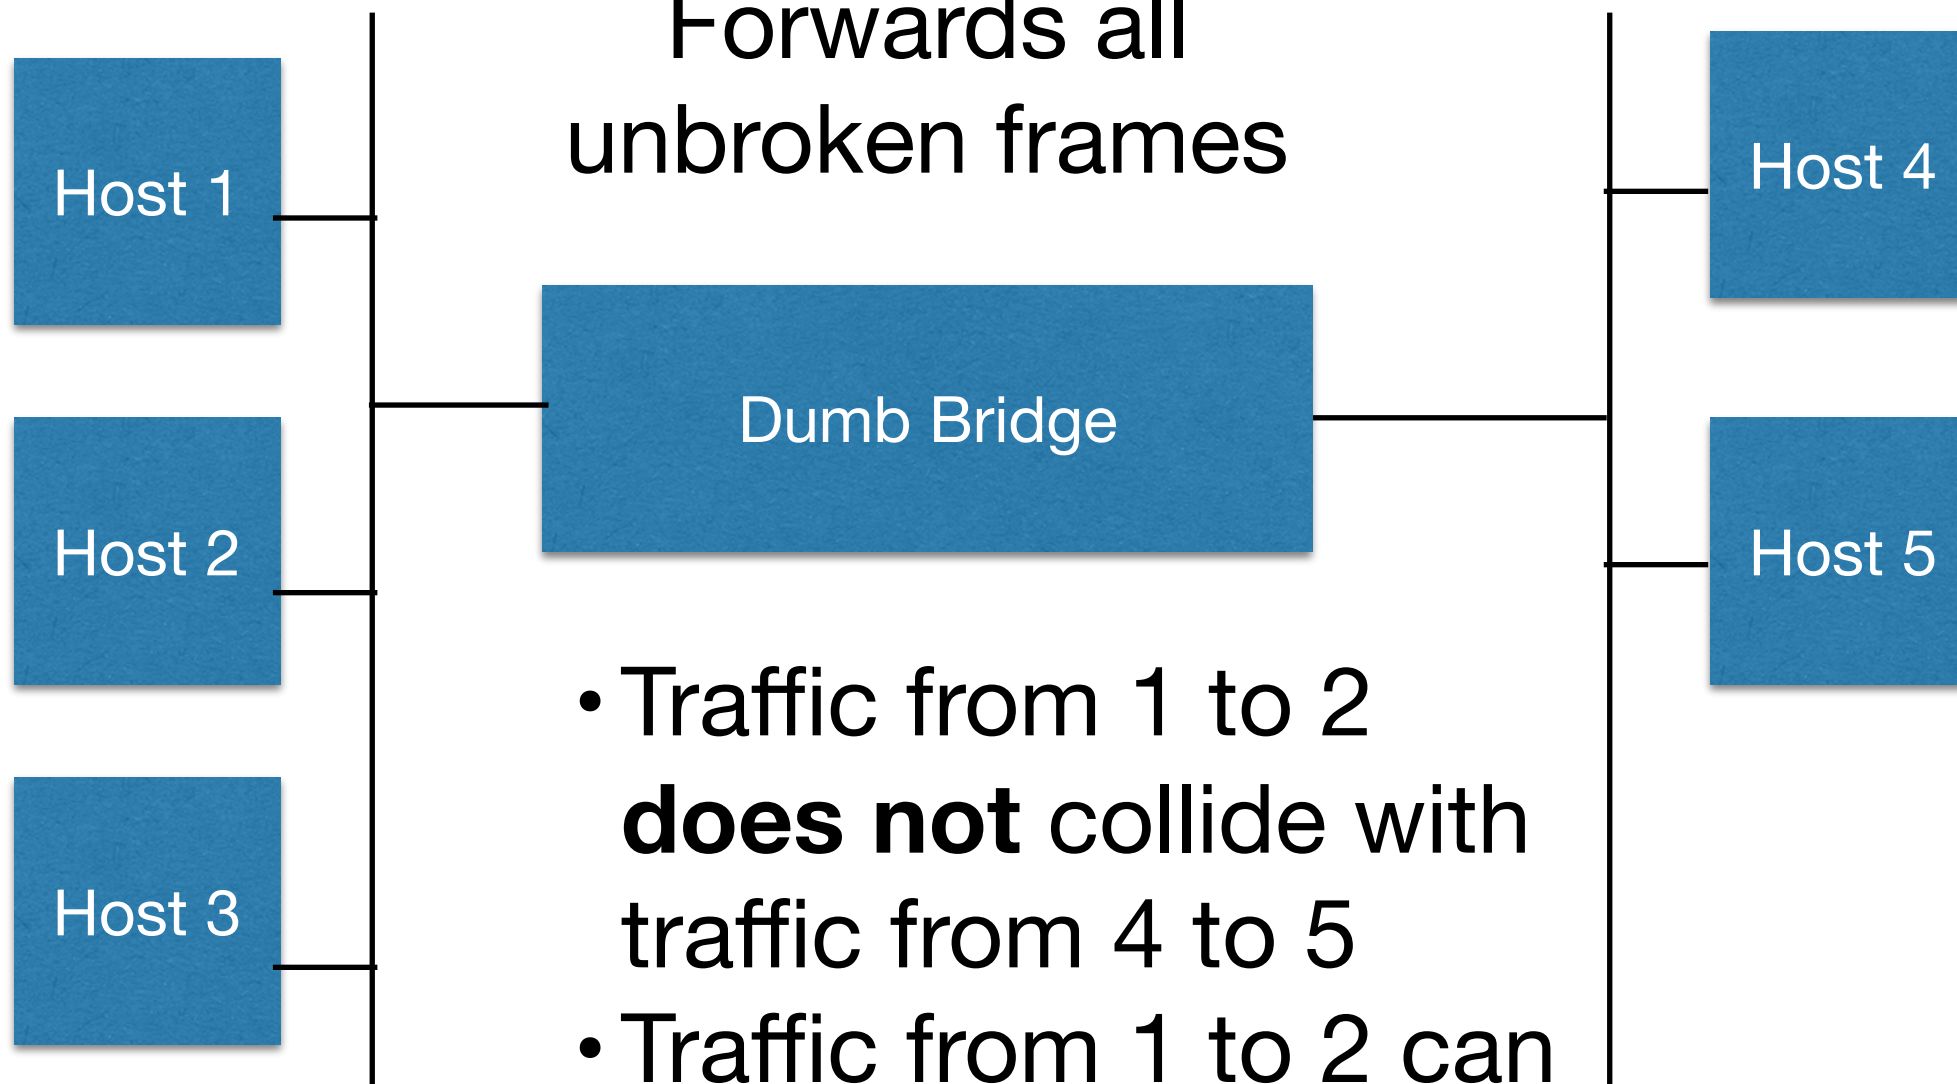 Forwards all
unbroken frames
Host 1
Host 4
Dumb Bridge
Host 2
Host 5
• Traffic from 1 to 2
does not collide with
traffic from 4 to 5
Host 3
• Traffic from 1 to 2 can